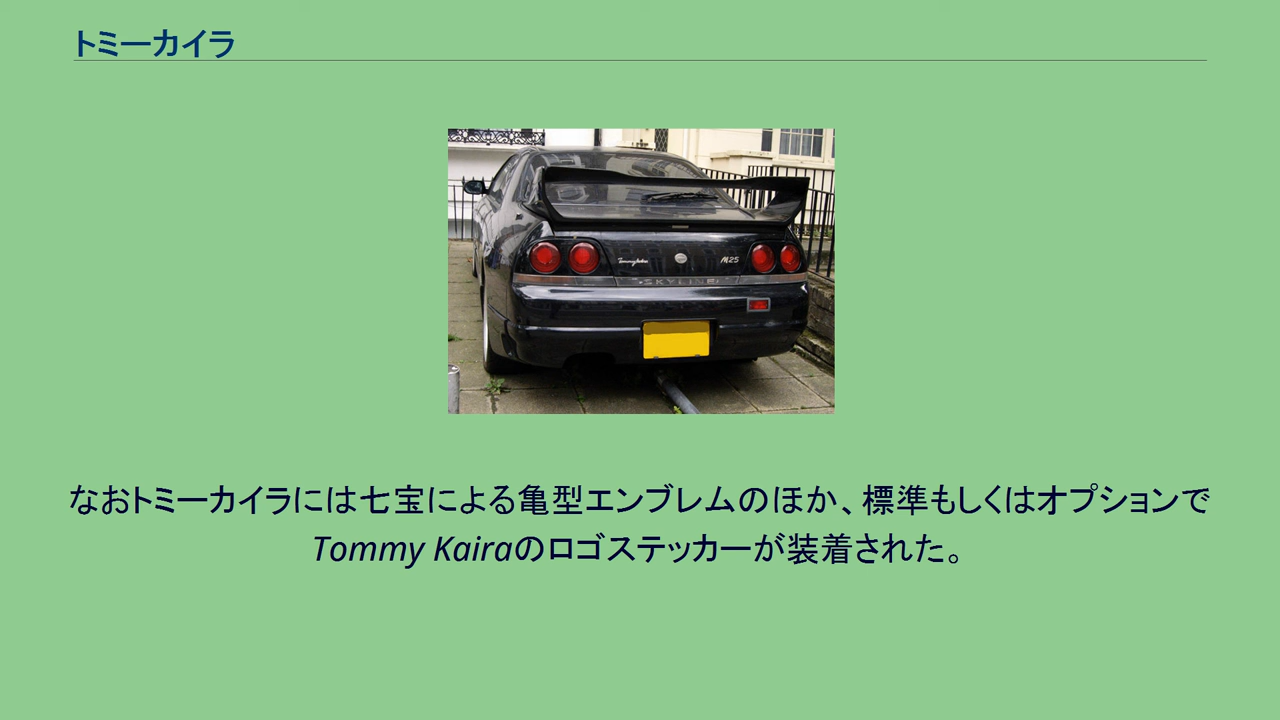 トミーカイラ
Tommykaira
M25
SKYLINE
なおトミーカイラには七宝による亀型エンブレムのほか、標準もしくはオプションで
Tommy Kairaのロゴステッカーが装着された。